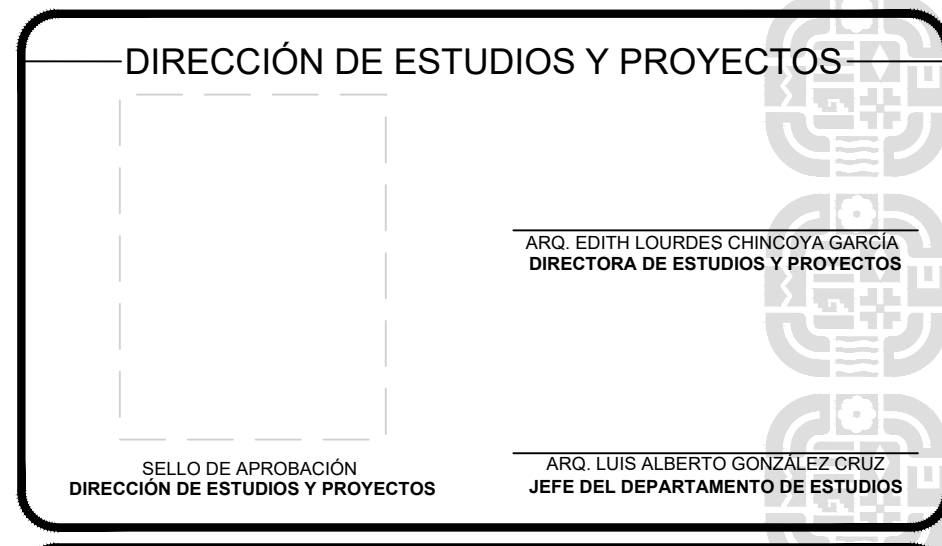 DIRECCIÓN DE ESTUDIOS Y PROYECTOS
ARQ. EDITH LOURDES CHINCOYA GARCÍA
DIRECTORA DE ESTUDIOS Y PROYECTOS
SELLO DE APROBACIÓN
DIRECCIÓN DE ESTUDIOS Y PROYECTOS
ARQ. LUIS ALBERTO GONZÁLEZ CRUZ
JEFE DEL DEPARTAMENTO DE ESTUDIOS